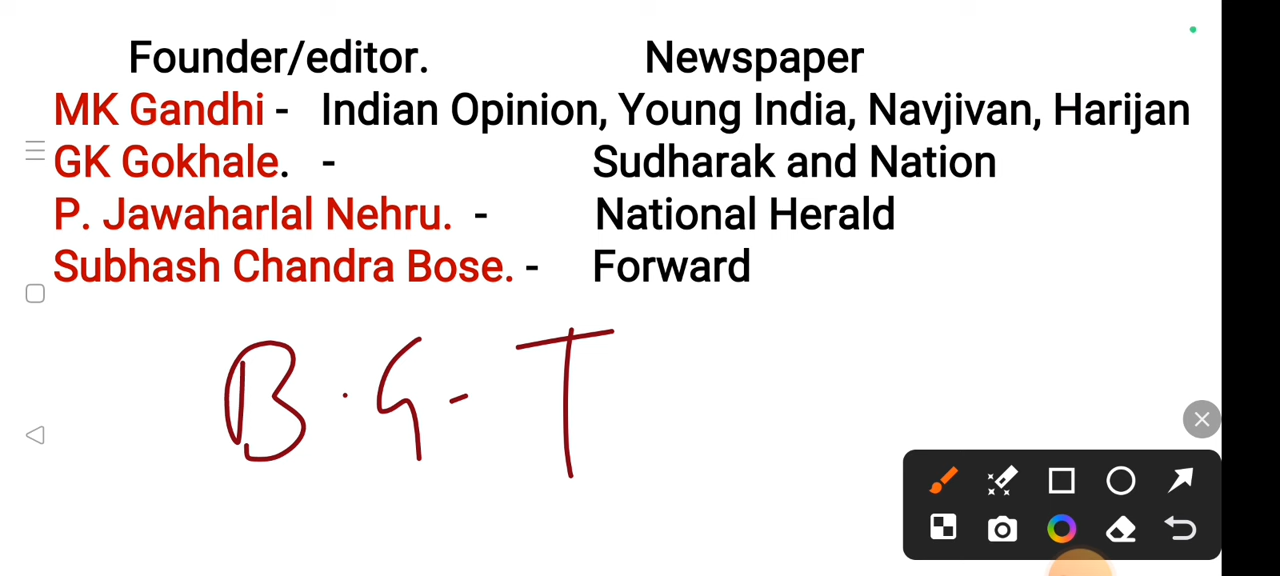 Founder/editor. Newspaper
MK Gandhi - Indian Opinion, Young India, Navjivan, Harijan
GK Gokhale. - Sudharak and Nation
P. Jawaharlal Nehru. - National Herald
Subhash Chandra Bose. - Forward
B. G - T